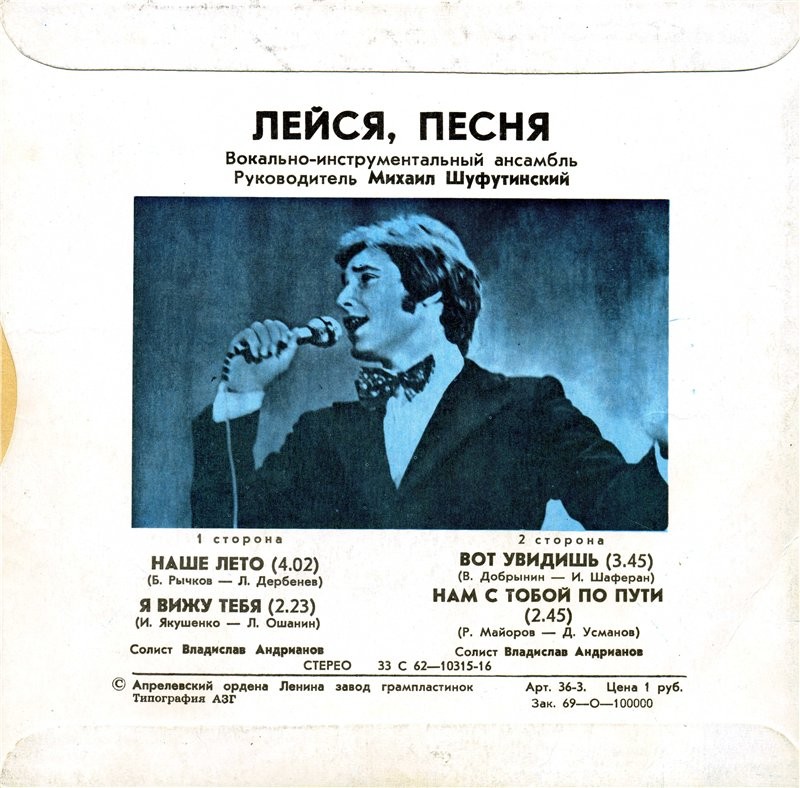 ЛЕЙСЯ, ПЕСНЯ
Вокально-инструментальный ансамбль
Руководитель Михаил Шуфутинский
1 сторона
НАШЕ ЛЕТО (4.02)
(Б. Рычков — Л. Дербенев)
Я ВИЖУ ТЕБЯ (2.23)
(И. Якушенко — Л. Ошанин)
Солист Владислав Андрианов
2 сторона
ВОТ УВИДИШЬ (3.45)
(В. Добрынин — И. Шаферан)
НАМ С ТОБОЙ ПО ПУТИ
(2.45)
(Р. Майоров — Д. Усманов)
Солист Владислав Андрианов
СТЕРЕО 33 С 62—10315-16
© Апрелевский ордена Ленина завод грампластинок
Типография АЗГ
Арт. 36-3. Цена 1 руб.
Зак. 69—О—100000